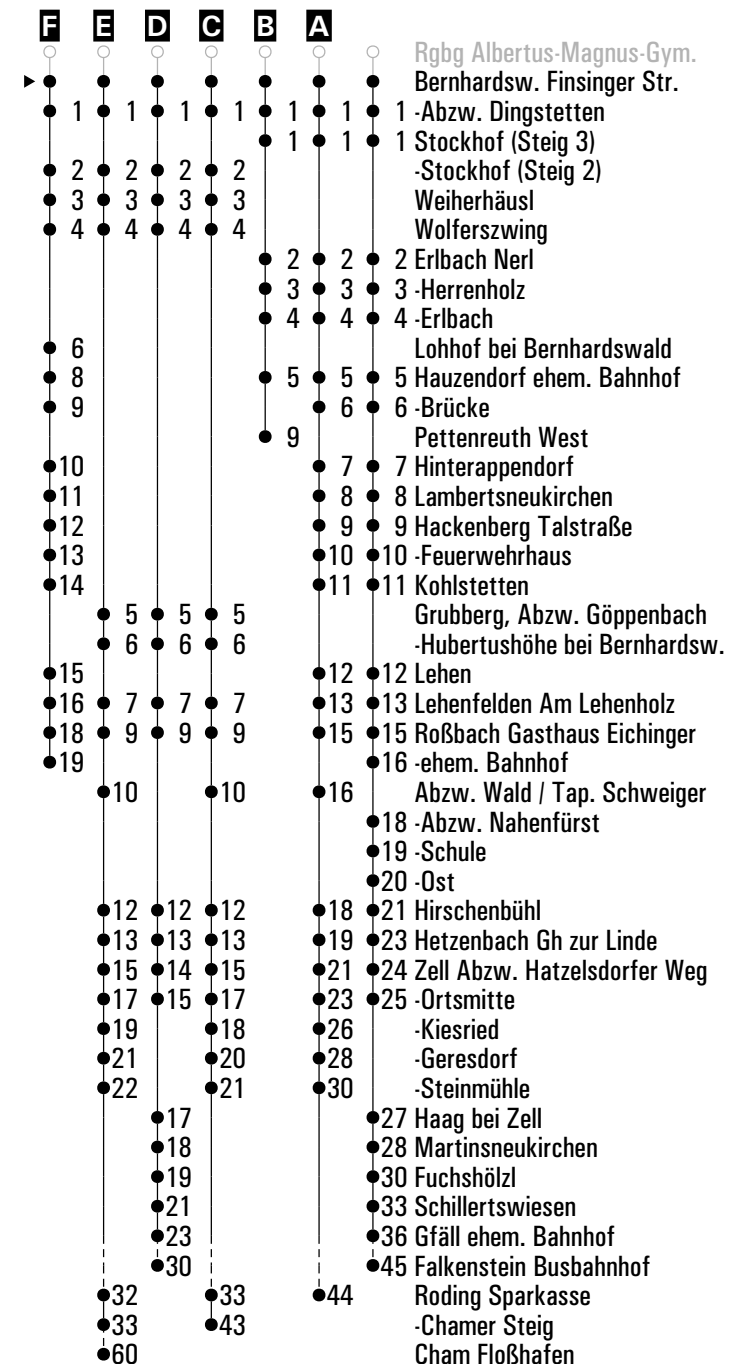 F E D C B A
Rgbg Albertus-Magnus-Gym.
Bernhardsw. Finsinger Str.
1 1 1 1 1 1 1 -Abzw. Dingstetten
1 1 1 Stockhof (Steig 3)
2 2 2 2 -Stockhof (Steig 2)
3 3 3 3 Weiherhäusl
4 4 4 4 Wolferszwing
2 2 2 Erlbach Nerl
3 3 3 -Herrenholz
4 4 4 -Erlbach
6 Lohhof bei Bernhardswald
8 5 5 5 Hauzendorf ehem. Bahnhof
9 6 6 -Brücke
9 Pettenreuth West
10 7 7 Hinterappendorf
11 8 8 Lambertsneukirchen
12 9 9 Hackenberg Talstraße
13 10 10 -Feuerwehrhaus
14 11 11 Kohlstetten
5 5 5 Grubberg, Abzw. Göppenbach
6 6 6 -Hubertushöhe bei Bernhardsw.
15 12 12 Lehen
16 7 7 7 13 13 Lehenfelden Am Lehenholz
18 9 9 9 15 15 Roßbach Gasthaus Eichinger
19 16 -ehem. Bahnhof
10 10 16 Abzw. Wald / Tap. Schweiger
18 -Abzw. Nahenfürst
19 -Schule
20 -Ost
12 12 12 18 21 Hirschenbühl
13 13 13 19 23 Hetzenbach Gh zur Linde
15 14 15 21 24 Zell Abzw. Hatzelsdorfer Weg
17 15 17 23 25 -Ortsmitte
19 18 26 -Kiesried
21 20 28 -Geresdorf
22 21 30 -Steinmühle
17 27 Haag bei Zell
18 28 Martinsneukirchen
19 30 Fuchshölzl
21 33 Schillertswiesen
23 36 Gfäll ehem. Bahnhof
30 45 Falkenstein Busbahnhof
32 33 44 Roding Sparkasse
33 43 -Chamer Steig
60 Cham Floßhafen